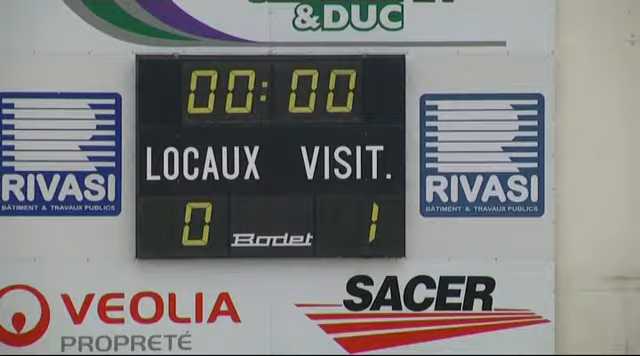 &DUC
00:00
LOCAUX VISIT.
0 Bodet 1
RIVASI
BÂTIMENT & TRAVAUX PUBLICS
RIVASI
BÂTIMENT & TRAVAUX PUBLICS
VEOLIA
PROPRETÉ
SACER